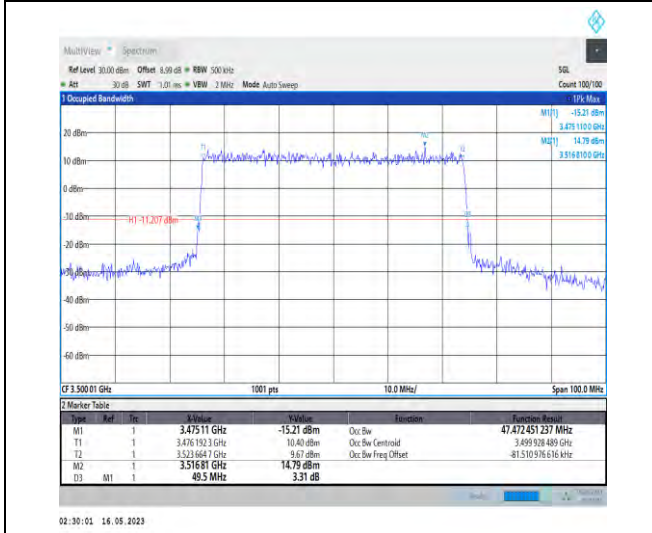 MultiView Spectrum
Ref Level 30.00 dBm Offset 8.99 dB RBW 500 kHz SGL
Att 30 dB SWT 1.01 ms VBW 2 MHz Mode Auto Sweep Count 100/100
1 Occupied Bandwidth 1Pk Max
M1[1] -15.21 dBm
3.475 110 0 GHz
M2[1] 14.79 dBm
3.516 810 0 GHz
20 dBm
T1 M2 T2
10 dBm
0 dBm
-10 dBm
H1 -11.207 dBm
-20 dBm
-30 dBm
-40 dBm
-50 dBm
-60 dBm
CF 3.500 01 GHz 1001 pts 10.0 MHz/ Span 100.0 MHz
2 Marker Table
Type Ref Trc X-Value Y-Value Function Function Result
M1 1 3.475 11 GHz -15.21 dBm Occ Bw 47.472 451 237 MHz
T1 1 3.476 192 3 GHz 10.40 dBm Occ Bw Centroid 3.499 928 489 GHz
T2 1 3.523 664 7 GHz 9.67 dBm Occ Bw Freq Offset -81.510 976 616 kHz
M2 1 3.516 81 GHz 14.79 dBm
D3 M1 1 49.5 MHz 3.31 dB
02:30:01 16.05.2023